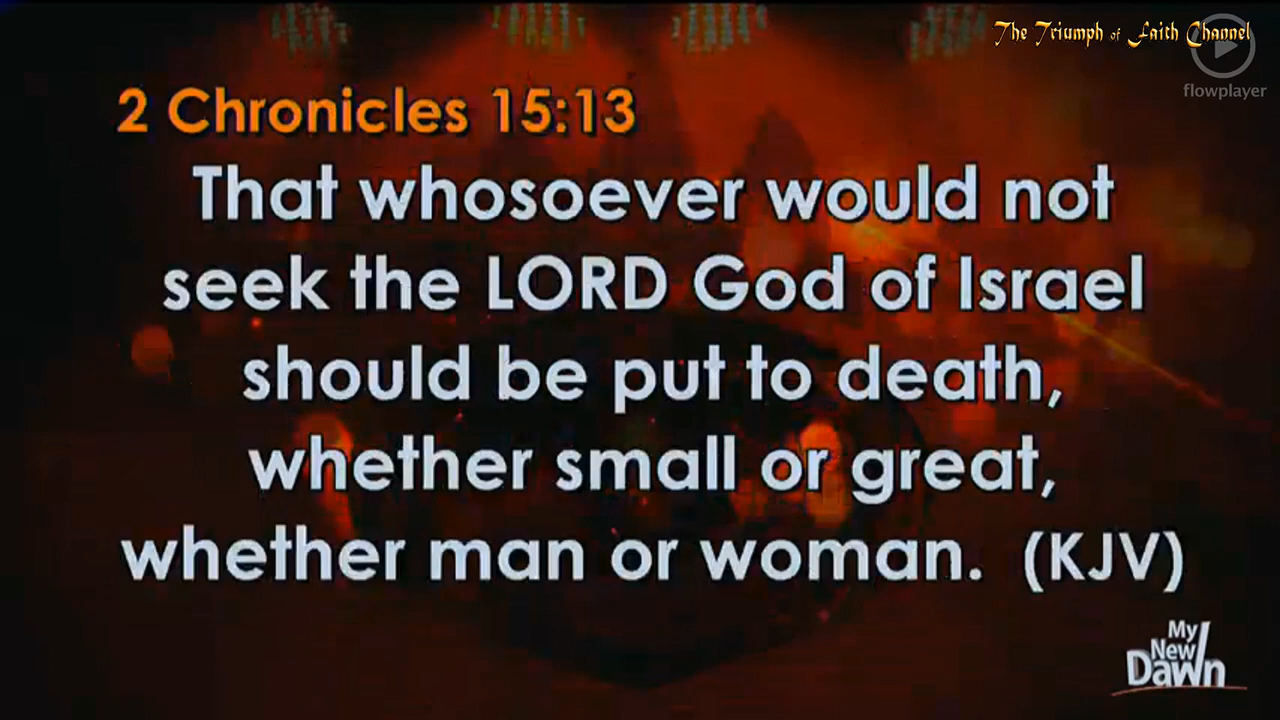 The Triumph of Faith Channel
flowplayer
2 Chronicles 15:13
That whosoever would not
seek the LORD God of Israel
should be put to death,
whether small or great,
whether man or woman. (KJV)
My
New
Dawn